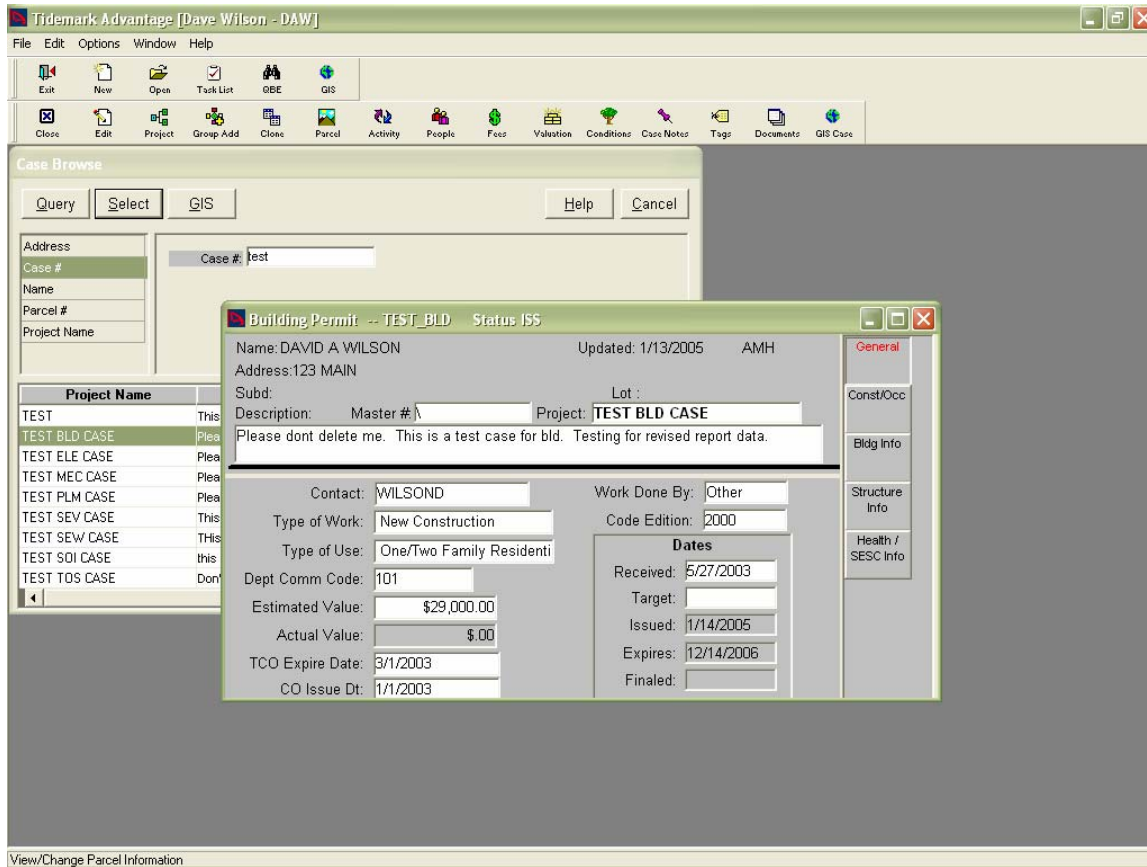 Tidemark Advantage [Dave Wilson - DAW]
File Edit Options Window Help
Exit New Open Task List QBE GIS
Close Edit Project Group Add Clone Parcel Activity People Fees Valuation Conditions Case Notes Tags Documents GIS Case
Case Browse
Query Select GIS Help Cancel
Address
Case #
Name
Parcel #
Project Name
Case #: test
Project Name
TEST This
TEST BLD CASE Plea
TEST ELE CASE Plea
TEST MEC CASE Plea
TEST PLM CASE Plea
TEST SEV CASE This
TEST SEW CASE THis
TEST SOI CASE this
TEST TOS CASE Don'
Building Permit -- TEST_BLD Status ISS
Name: DAVID A WILSON Updated: 1/13/2005 AMH
Address:123 MAIN
Subd: Lot :
Description: Master #: \ Project: TEST BLD CASE
Please dont delete me. This is a test case for bld. Testing for revised report data.
General
Const/Occ
Bldg Info
Structure
Info
Health /
SESC Info
Contact: WILSOND
Type of Work: New Construction
Type of Use: One/Two Family Residenti
Dept Comm Code: 101
Estimated Value: $29,000.00
Actual Value: $.00
TCO Expire Date: 3/1/2003
CO Issue Dt: 1/1/2003
Work Done By: Other
Code Edition: 2000
Dates
Received: 5/27/2003
Target:
Issued: 1/14/2005
Expires: 12/14/2006
Finaled:
View/Change Parcel Information